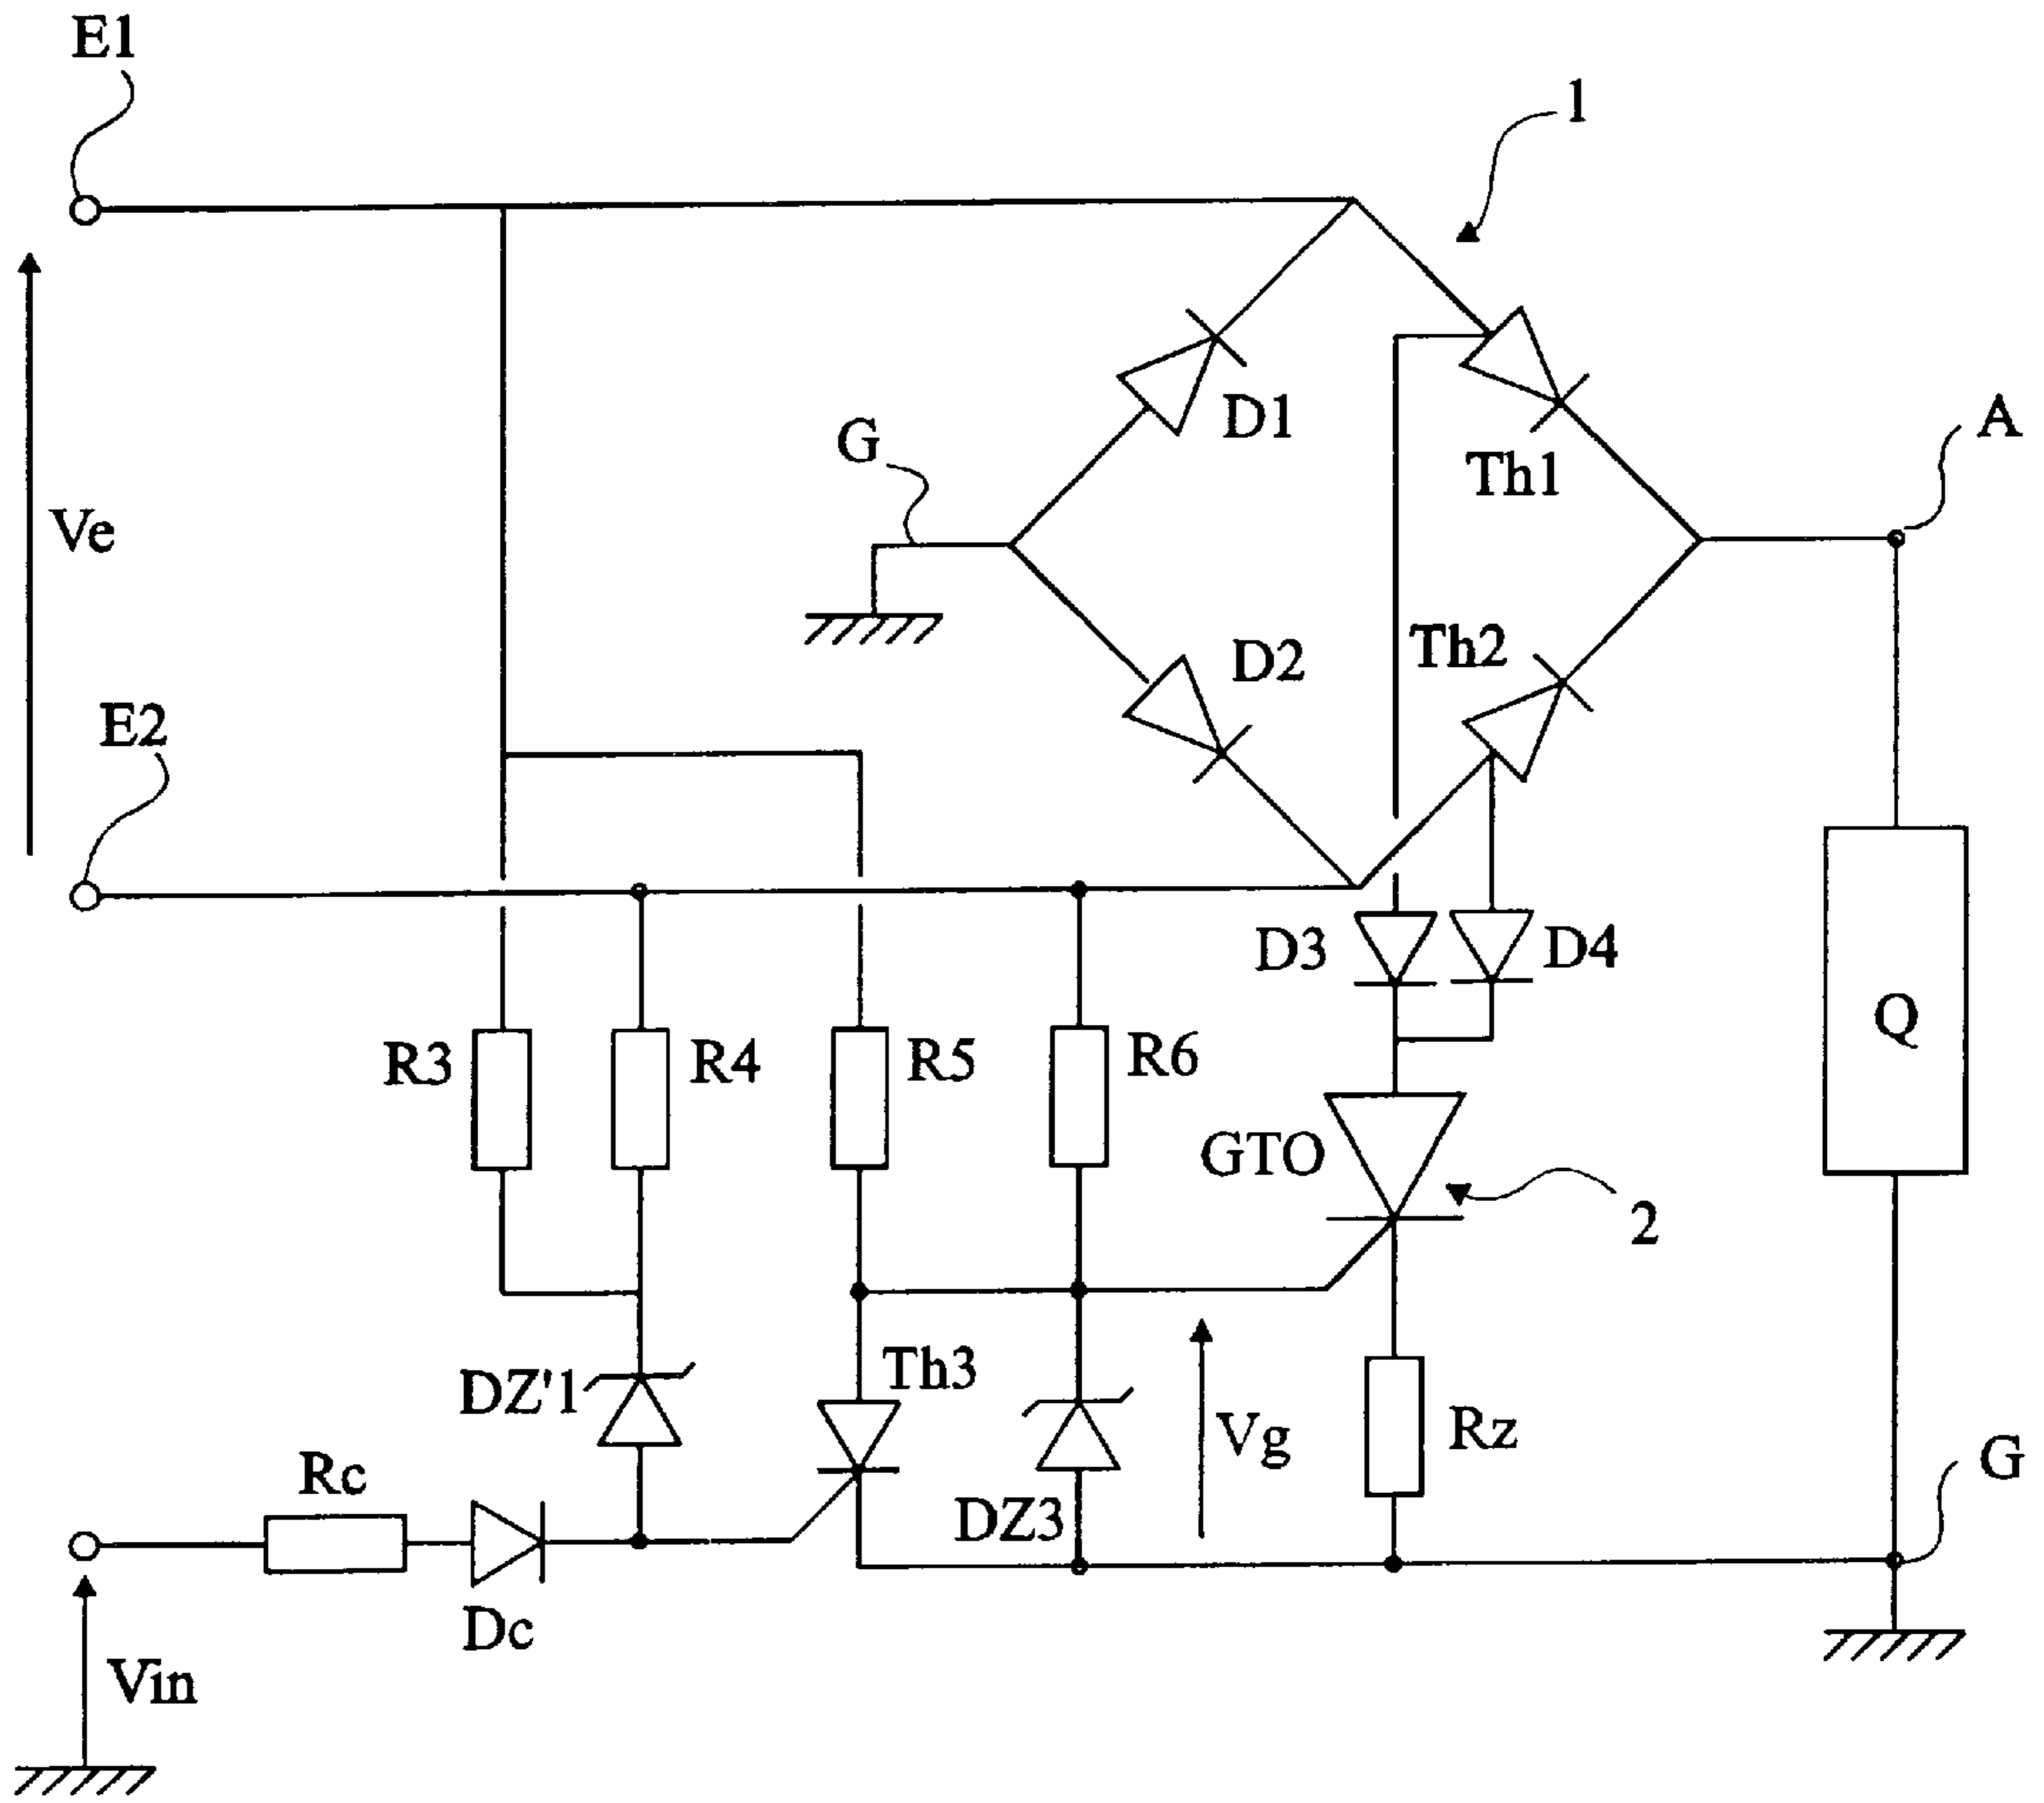 E1
1
A
D1
G
Th1
Ve
Th2
D2
E2
D3
D4
Q
R3
R4
R5
R6
GTO
2
Th3
DZ'1
Vg
Rz
G
Rc
DZ3
Dc
Vin